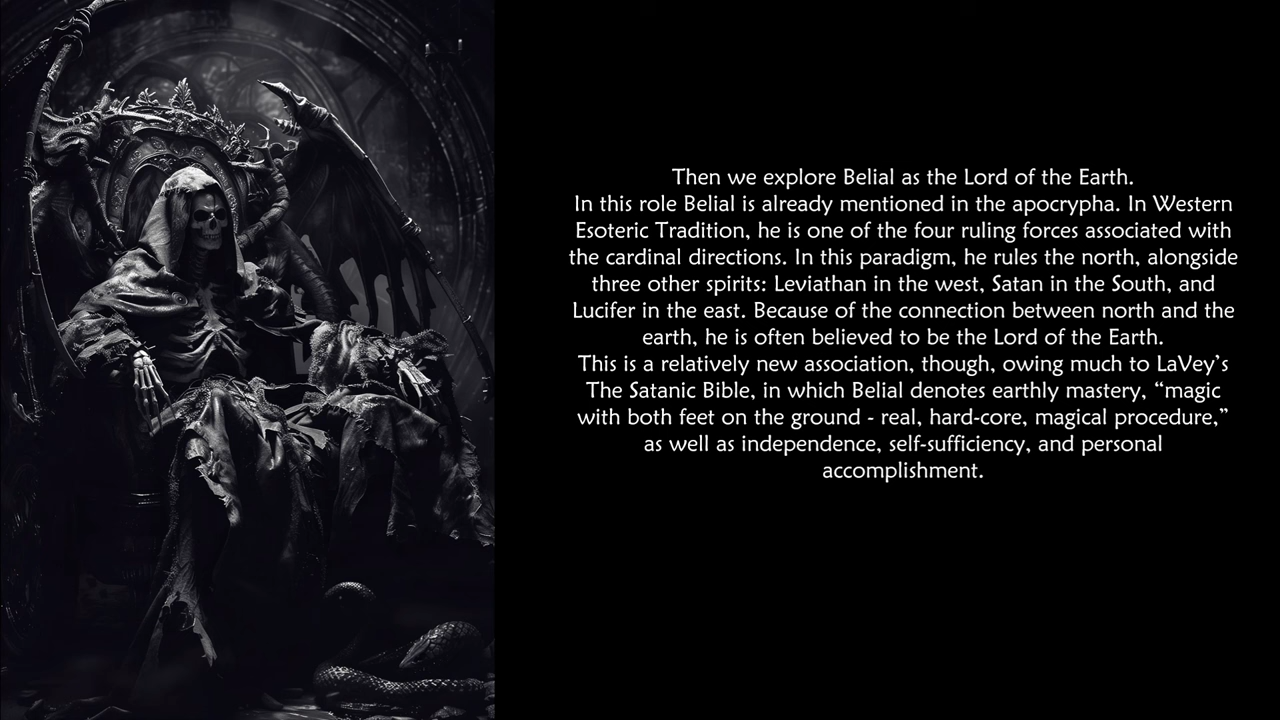 Then we explore Belial as the Lord of the Earth.
In this role Belial is already mentioned in the apocrypha. In Western
Esoteric Tradition, he is one of the four ruling forces associated with
the cardinal directions. In this paradigm, he rules the north, alongside
three other spirits: Leviathan in the west, Satan in the South, and
Lucifer in the east. Because of the connection between north and the
earth, he is often believed to be the Lord of the Earth.
This is a relatively new association, though, owing much to LaVey’s
The Satanic Bible, in which Belial denotes earthly mastery, “magic
with both feet on the ground - real, hard-core, magical procedure,”
as well as independence, self-sufficiency, and personal
accomplishment.